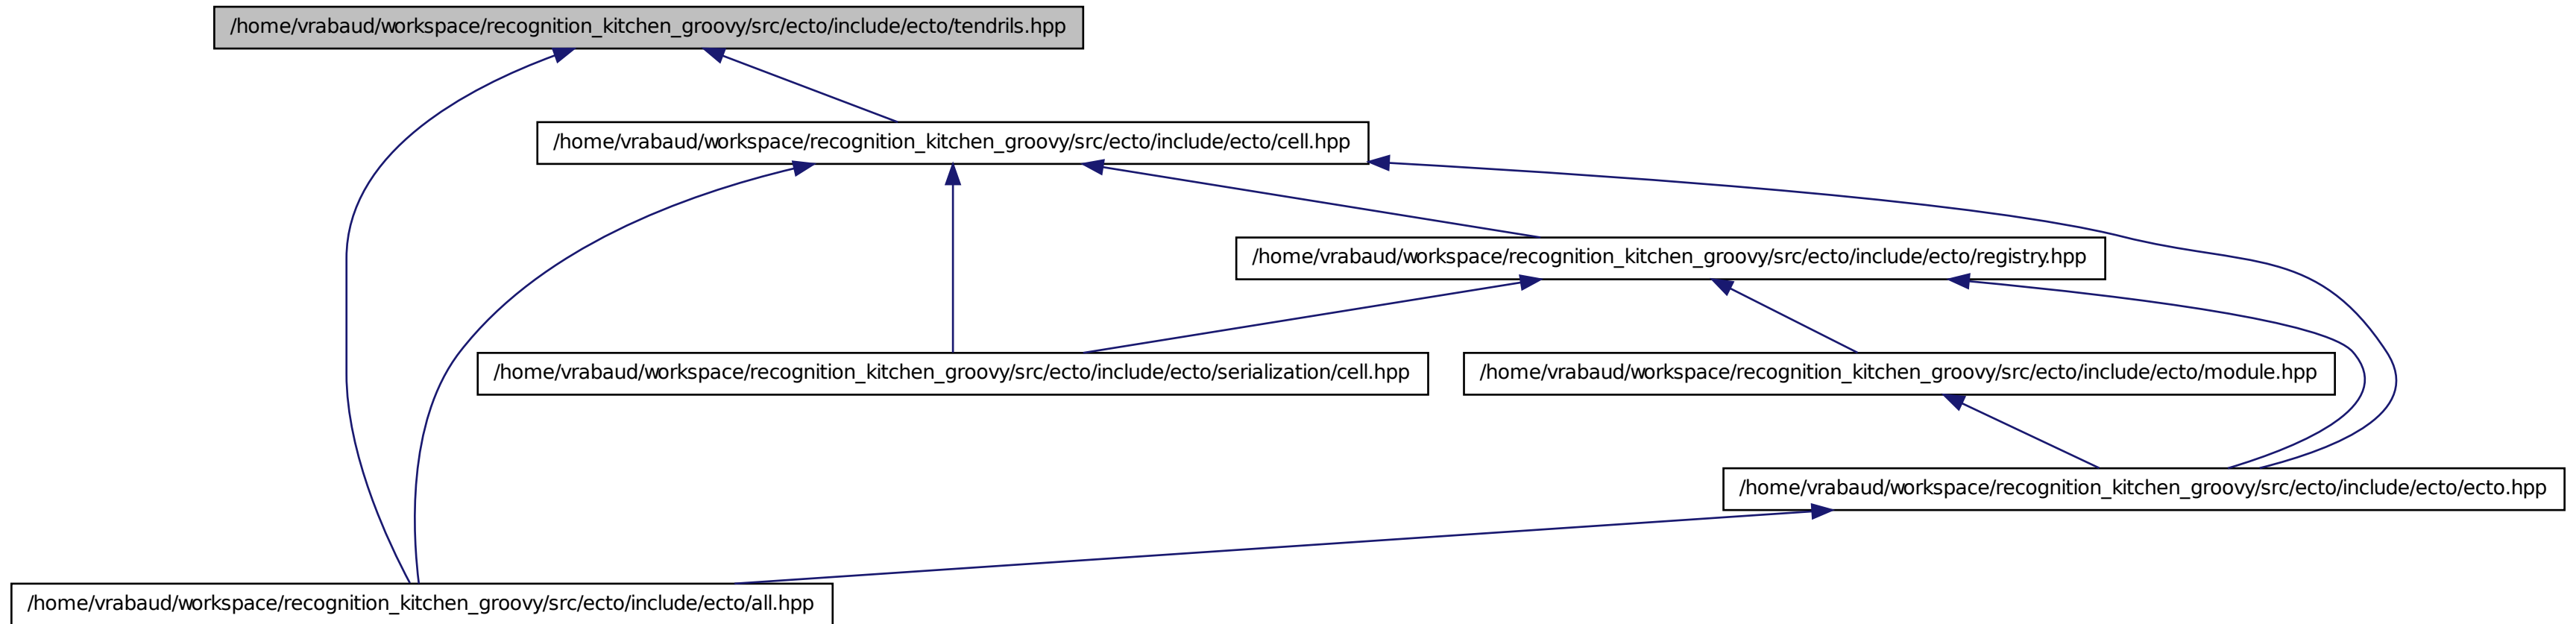 /home/vrabaud/workspace/recognition_kitchen_groovy/src/ecto/include/ecto/tendrils.hpp
/home/vrabaud/workspace/recognition_kitchen_groovy/src/ecto/include/ecto/cell.hpp
/home/vrabaud/workspace/recognition_kitchen_groovy/src/ecto/include/ecto/registry.hpp
/home/vrabaud/workspace/recognition_kitchen_groovy/src/ecto/include/ecto/serialization/cell.hpp
/home/vrabaud/workspace/recognition_kitchen_groovy/src/ecto/include/ecto/module.hpp
/home/vrabaud/workspace/recognition_kitchen_groovy/src/ecto/include/ecto/ecto.hpp
/home/vrabaud/workspace/recognition_kitchen_groovy/src/ecto/include/ecto/all.hpp